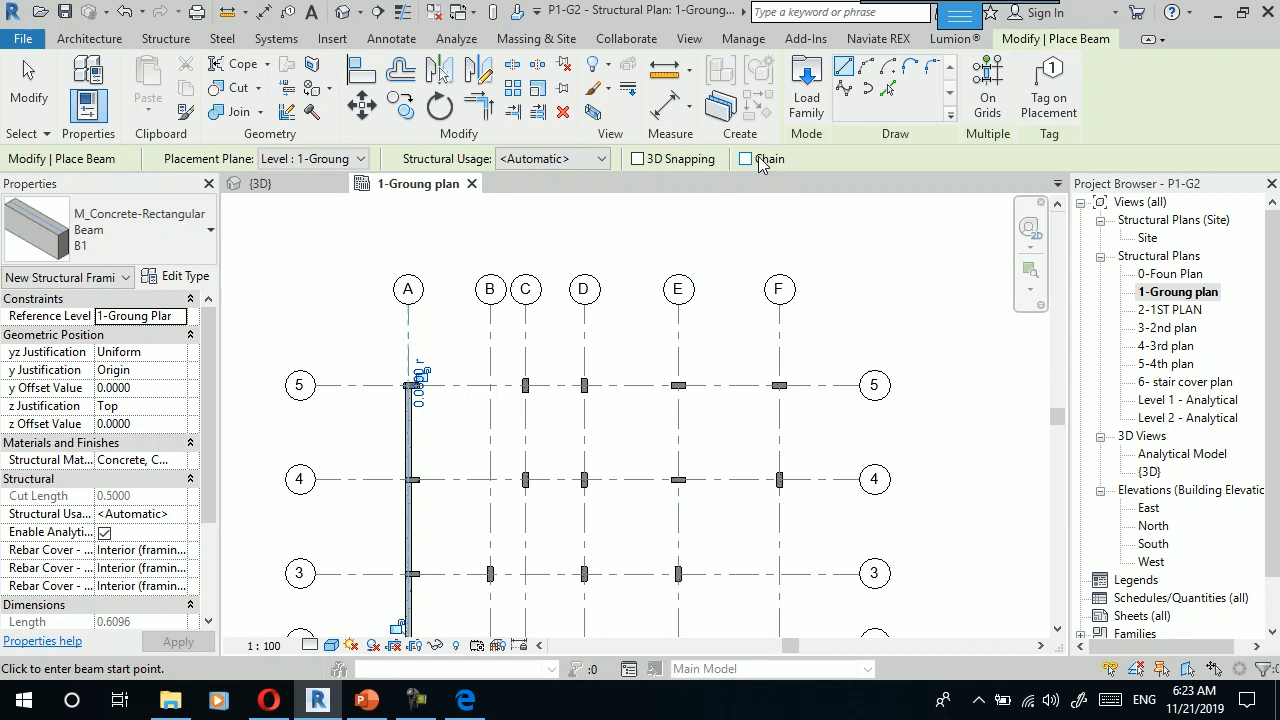 P1-G2 - Structural Plan: 1-Groung...
Type a keyword or phrase
Sign In
File
Architecture
Structure
Steel
Systems
Insert
Annotate
Analyze
Massing & Site
Collaborate
View
Manage
Add-Ins
Naviate REX
Lumion®
Modify | Place Beam
Modify
Paste
Cope
Cut
Join
Load
Family
On
Grids
Tag on
Placement
Select
Properties
Clipboard
Geometry
Modify
View
Measure
Create
Mode
Draw
Multiple
Tag
Modify | Place Beam
Placement Plane: Level : 1-Groung
Structural Usage: <Automatic>
3D Snapping
Chain
Properties
{3D}
1-Groung plan
Project Browser - P1-G2
M_Concrete-Rectangular
Beam
B1
New Structural Frami
Edit Type
Constraints
Reference Level 1-Groung Plar
Geometric Position
yz Justification Uniform
y Justification Origin
y Offset Value 0.0000
z Justification Top
z Offset Value 0.0000
Materials and Finishes
Structural Mat... Concrete, C...
Structural
Cut Length 0.5000
Structural Usa... <Automatic>
Enable Analyti...
Rebar Cover - ... Interior (framin...
Rebar Cover - ... Interior (framin...
Rebar Cover - ... Interior (framin...
Dimensions
Length 0.6096
Properties help
Apply
2D
A B C D E F
5 5
4 4
3 3
Views (all)
Structural Plans (Site)
Site
Structural Plans
0-Foun Plan
1-Groung plan
2-1ST PLAN
3-2nd plan
4-3rd plan
5-4th plan
6- stair cover plan
Level 1 - Analytical
Level 2 - Analytical
3D Views
Analytical Model
{3D}
Elevations (Building Elevatic
East
North
South
West
Legends
Schedules/Quantities (all)
Sheets (all)
Families
1 : 100
Click to enter beam start point.
:0
Main Model
:0
ENG
6:23 AM
11/21/2019